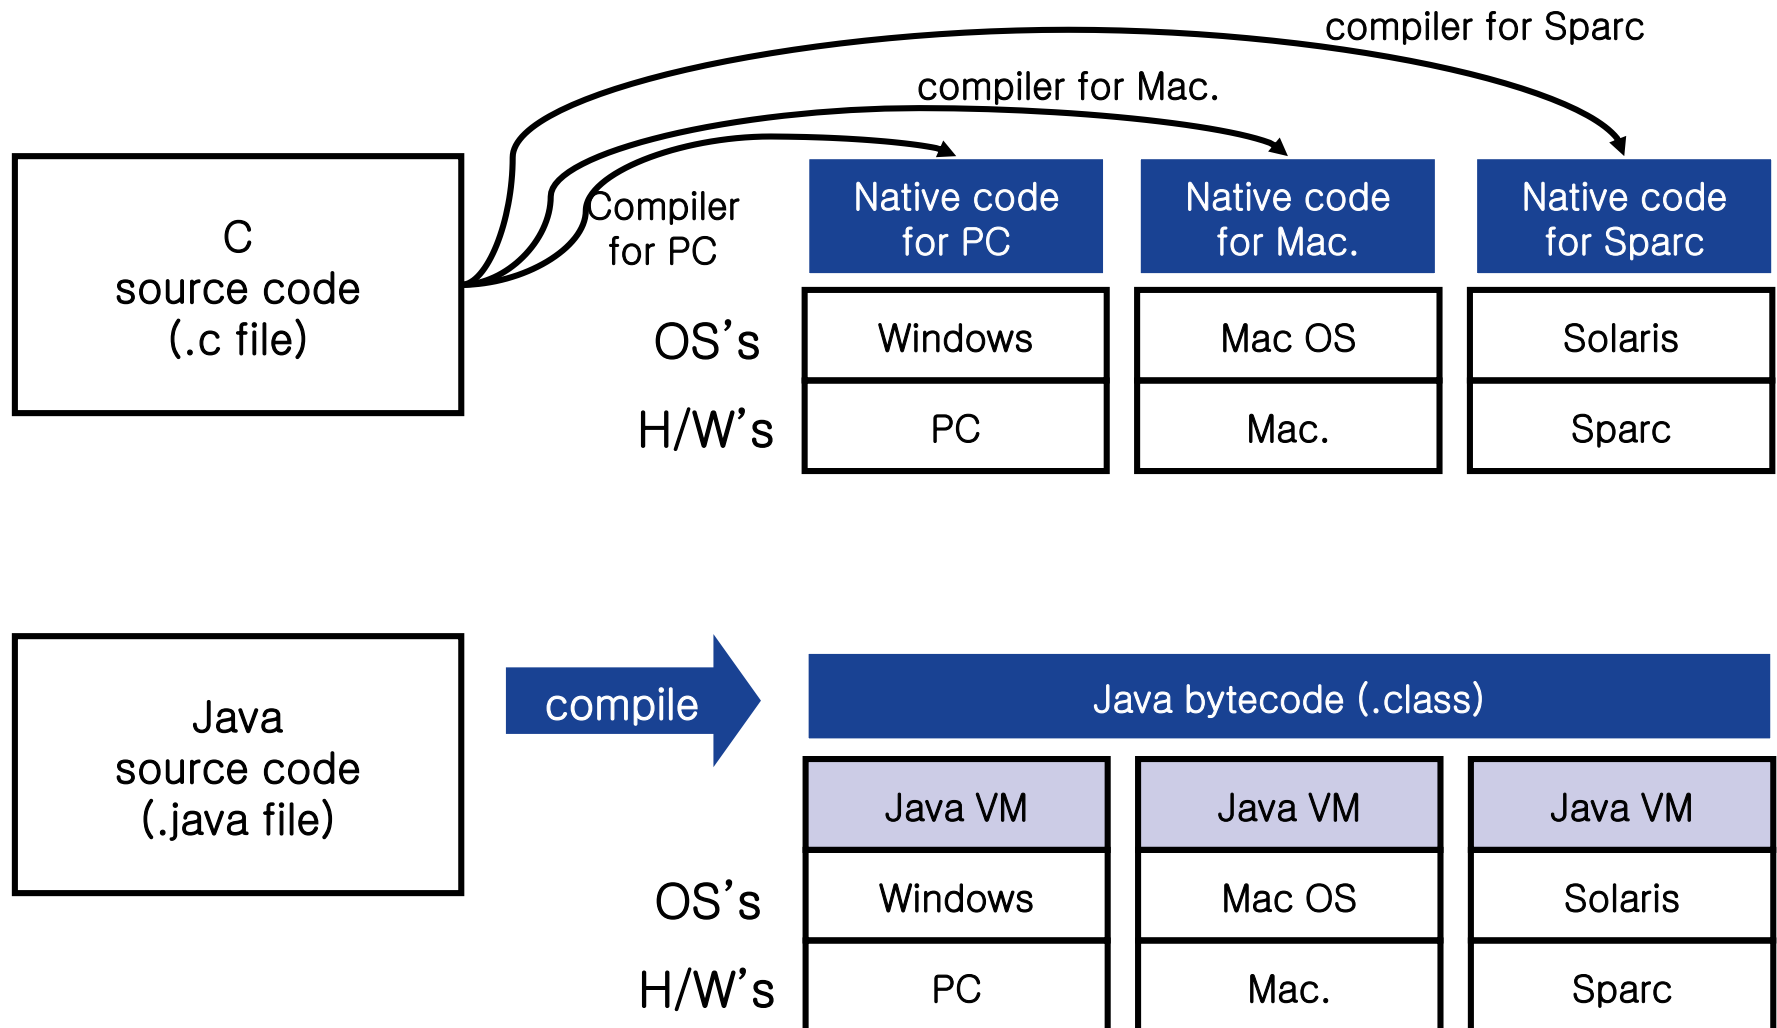 compiler for Sparc
compiler for Mac.
Compiler
for PC
C
source code
(.c file)
Native code
for PC
Native code
for Mac.
Native code
for Sparc
OS's
Windows
Mac OS
Solaris
H/W's
PC
Mac.
Sparc
Java
source code
(.java file)
compile
Java bytecode (.class)
Java VM
Java VM
Java VM
OS's
Windows
Mac OS
Solaris
H/W's
PC
Mac.
Sparc